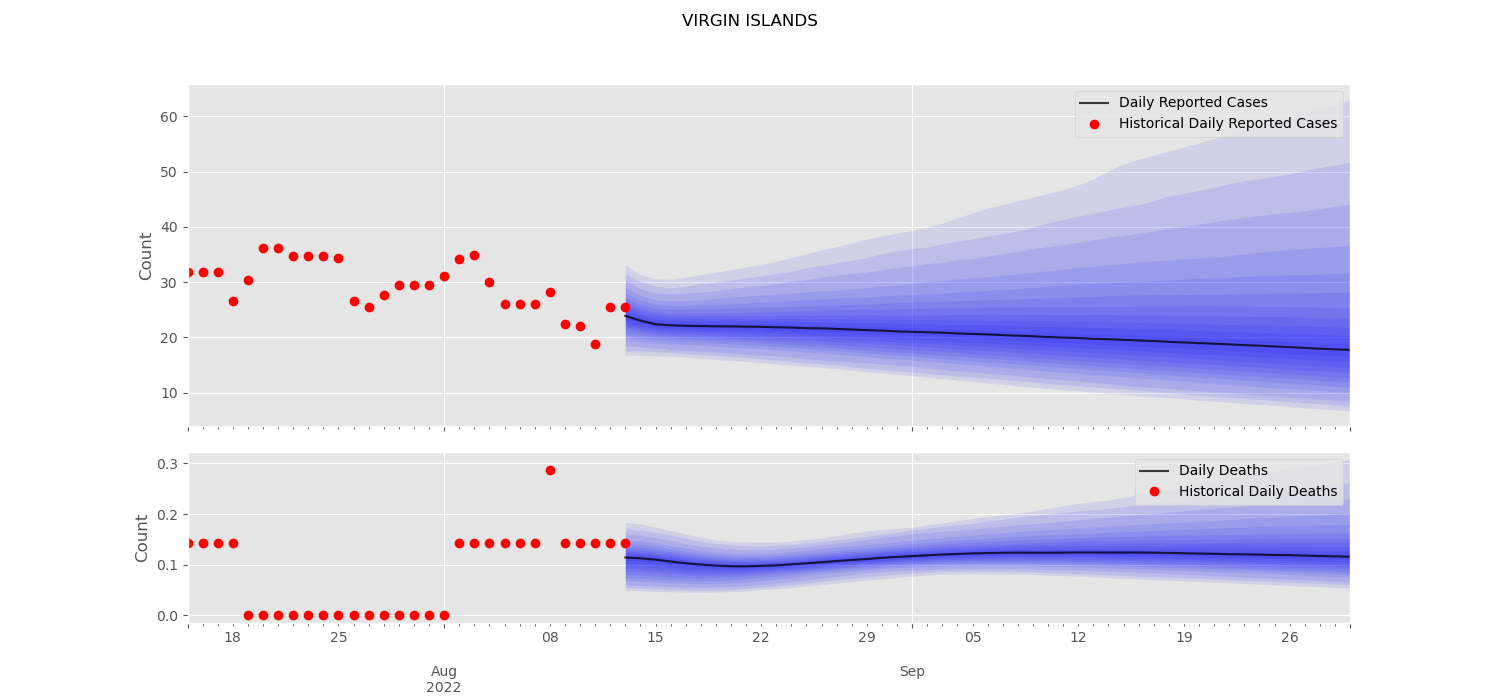 VIRGIN ISLANDS
Daily Reported Cases
Historical Daily Reported Cases
Count
60
50
40
30
20
10
Daily Deaths
Historical Daily Deaths
Count
0.3
0.2
0.1
0.0
18 25 08 15 22 29 05 12 19 26
Aug Sep
2022